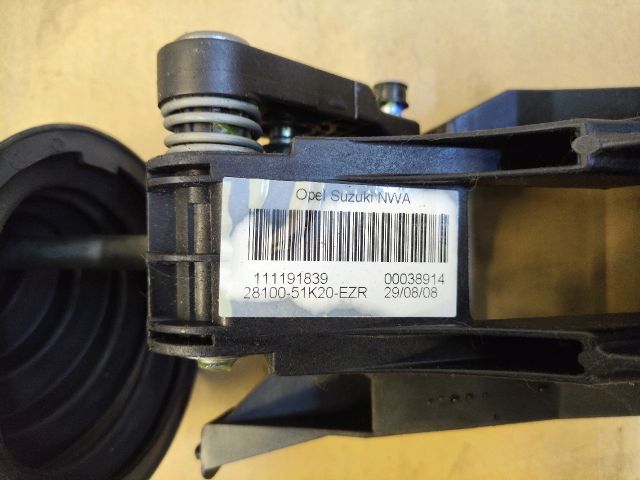 Opel Suzuki NWA
111191839 00038914
28100-51K20-EZR 29/08/08